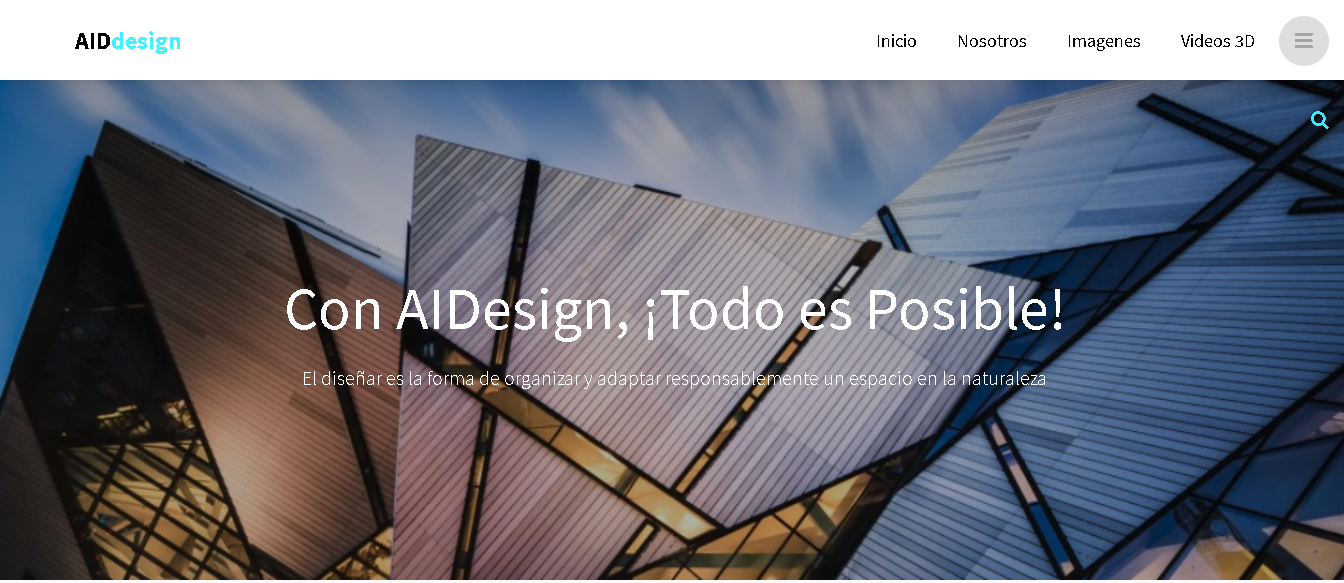 AIDdesign
Inicio Nosotros Imagenes Videos 3D
Con AIDesign, ¡Todo es Posible!
El diseñar es la forma de organizar y adaptar responsablemente un espacio en la naturaleza